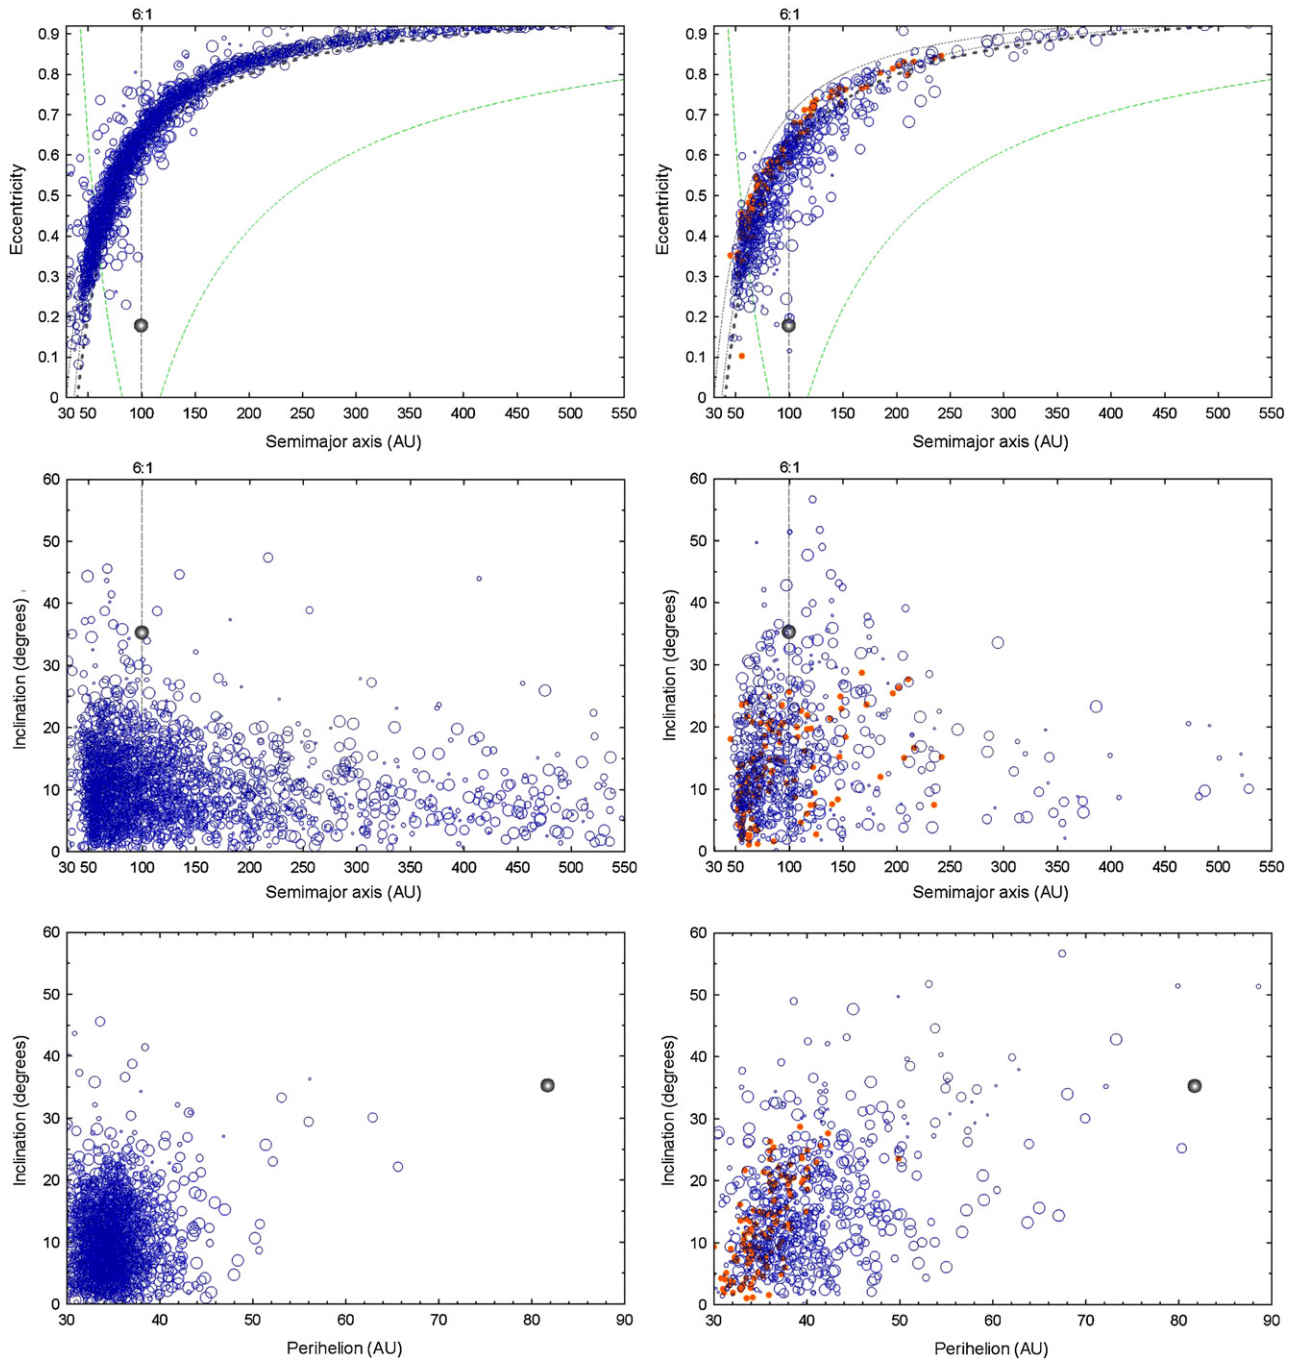 6:1 6:1
0.9 0.9
0.8 0.8
0.7 0.7
0.6 0.6
Eccentricity Eccentricity
0.5 0.5
0.4 0.4
0.3 0.3
0.2 0.2
0.1 0.1
0 0
30 50 100 150 200 250 300 350 400 450 500 550 30 50 100 150 200 250 300 350 400 450 500 550
Semimajor axis (AU) Semimajor axis (AU)
6:1 6:1
60 60
50 50
40 40
Inclination (degrees) Inclination (degrees)
30 30
20 20
10 10
0 0
30 50 100 150 200 250 300 350 400 450 500 550 30 50 100 150 200 250 300 350 400 450 500 550
Semimajor axis (AU) Semimajor axis (AU)
60 60
50 50
40 40
Inclination (degrees) Inclination (degrees)
30 30
20 20
10 10
0 0
30 40 50 60 70 80 90 30 40 50 60 70 80 90
Perihelion (AU) Perihelion (AU)